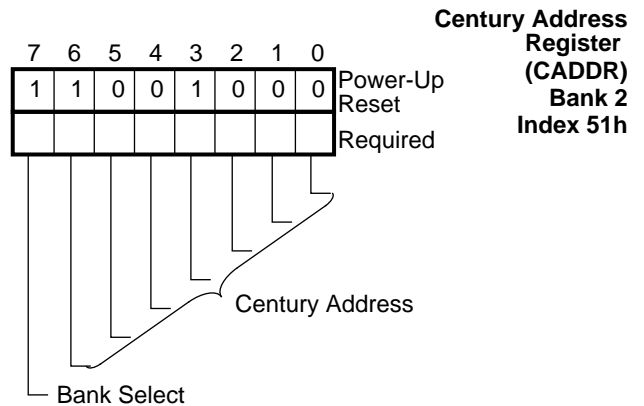 Century Address
Register
(CADDR)
Bank 2
Index 51h
7 6 5 4 3 2 1 0
1 1 0 0 1 0 0 0 Power-Up
Reset
Required
Century Address
Bank Select